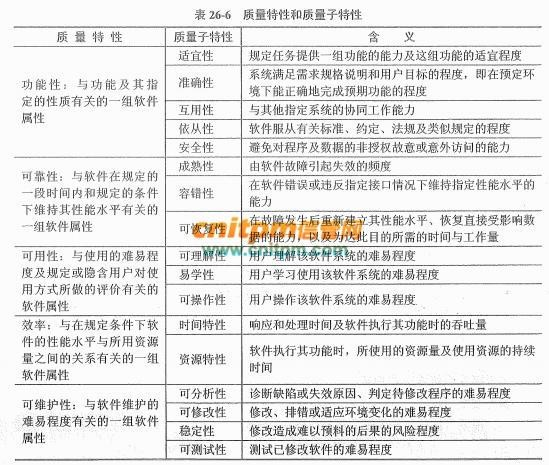 表 26-6 质量特性和质量子特性
质 量 特 性
质量子特性
含 义
功能性：与功能及其指
定的性质有关的一组软件
属性
适宜性
规定任务提供一组功能的能力及这组功能的适宜程度
准确性
系统满足需求规格说明和用户目标的程度，即在预定环
境下能正确地完成预期功能的程度
互用性
与其他指定系统的协同工作能力
依从性
软件服从有关标准、约定、法规及类似规定的程度
安全性
避免对程序及数据的非授权故意或意外访问的能力
可靠性：与软件在规定的
一段时间内和规定的条件
下维持其性能水平有关的
一组软件属性
成熟性
由软件故障引起失效的频度
容错性
在软件错误或违反指定接口情况下维持指定性能水平的
能力
可恢复性
在故障发生后重新建立其性能水平、恢复直接受影响数
据的能力，以及为达此目的所需的时间与工作量
可用性：与使用的难易程
度及规定或隐含用户对使
用方式所做的评价有关的
软件属性
可理解性
用户理解该软件系统的难易程度
易学性
用户学习使用该软件系统的难易程度
可操作性
用户操作该软件系统的难易程度
效率：与在规定条件下软
件的性能水平与所用资源
量之间的关系有关的一组
软件属性
时间特性
响应和处理时间及软件执行其功能时的吞吐量
资源特性
软件执行其功能时，所使用的资源量及使用资源的持续
时间
可维护性：与软件维护的
难易程度有关的一组软件
属性
可分析性
诊断缺陷或失效原因、判定待修改程序的难易程度
可修改性
修改、排错或适应环境变化的难易程度
稳定性
修改造成难以预料的后果的风险程度
可测试性
测试已修改软件的难易程度
www.cnitpm.com